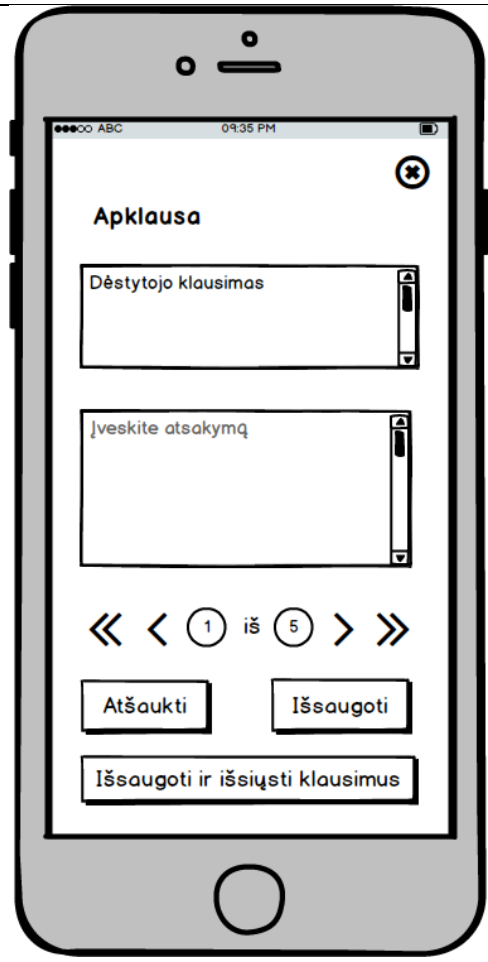 ABC 09:35 PM
Apklausa
Dėstytojo klausimas
Įveskite atsakymą
1 iš 5
Atšaukti Išsaugoti
Išsaugoti ir išsiųsti klausimus